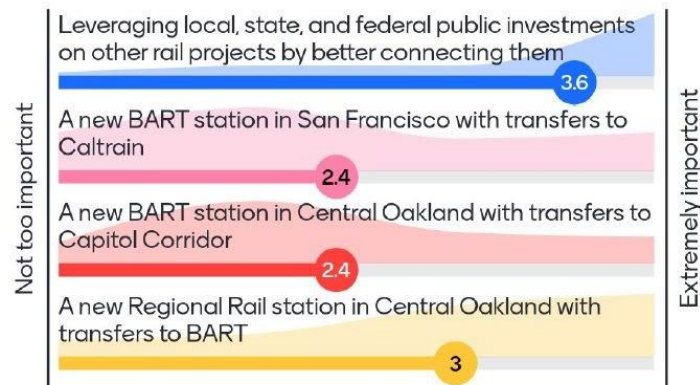 Not too important
Leveraging local, state, and federal public investments
on other rail projects by better connecting them
3.6
A new BART station in San Francisco with transfers to
Caltrain
2.4
A new BART station in Central Oakland with transfers to
Capitol Corridor
2.4
A new Regional Rail station in Central Oakland with
transfers to BART
3
Extremely important